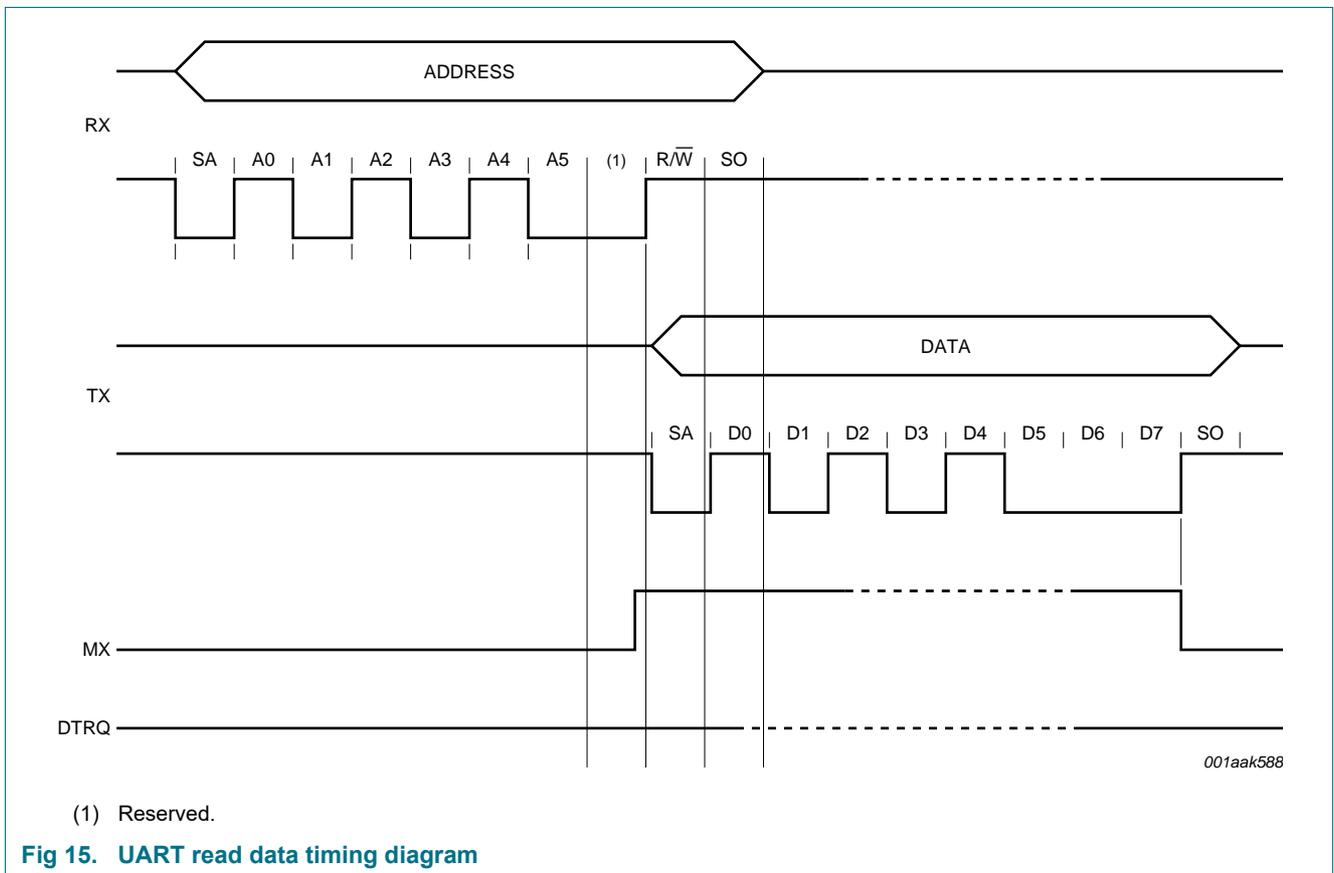 ADDRESS
RX
SA A0 A1 A2 A3 A4 A5 (1) R/W̅ SO
DATA
TX
SA D0 D1 D2 D3 D4 D5 D6 D7 SO
MX
DTRQ
001aak588
(1) Reserved.
Fig 15. UART read data timing diagram